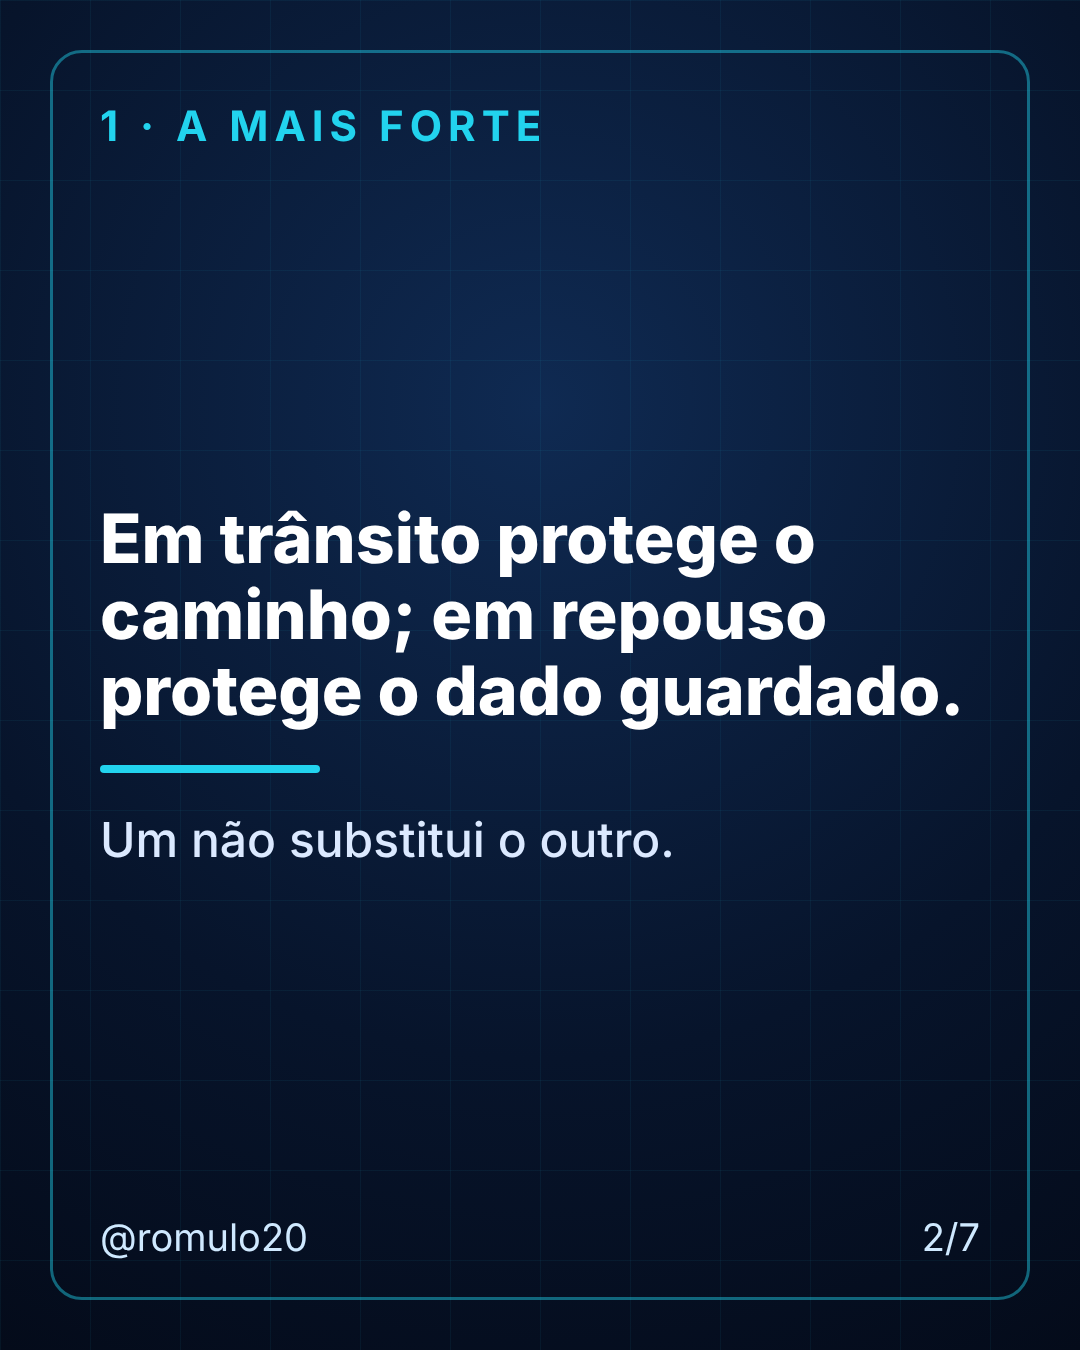 1 · A MAIS FORTE
Em trânsito protege o
caminho; em repouso
protege o dado guardado.
Um não substitui o outro.
@romulo20
2/7